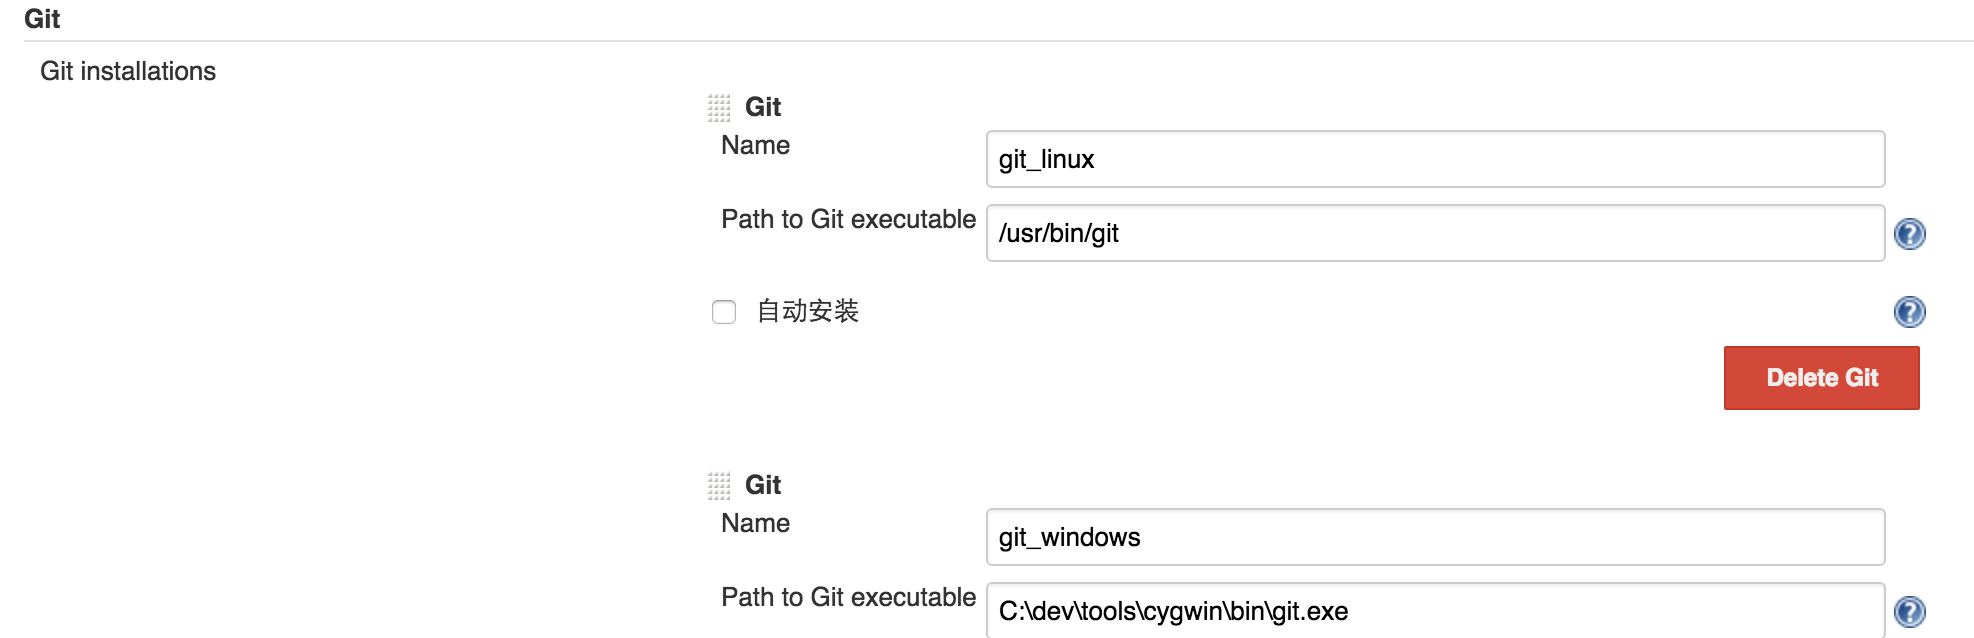 Git
Git installations
Git
Name
git_linux
Path to Git executable
/usr/bin/git
自动安装
Delete Git
Git
Name
git_windows
Path to Git executable
C:\dev\tools\cygwin\bin\git.exe